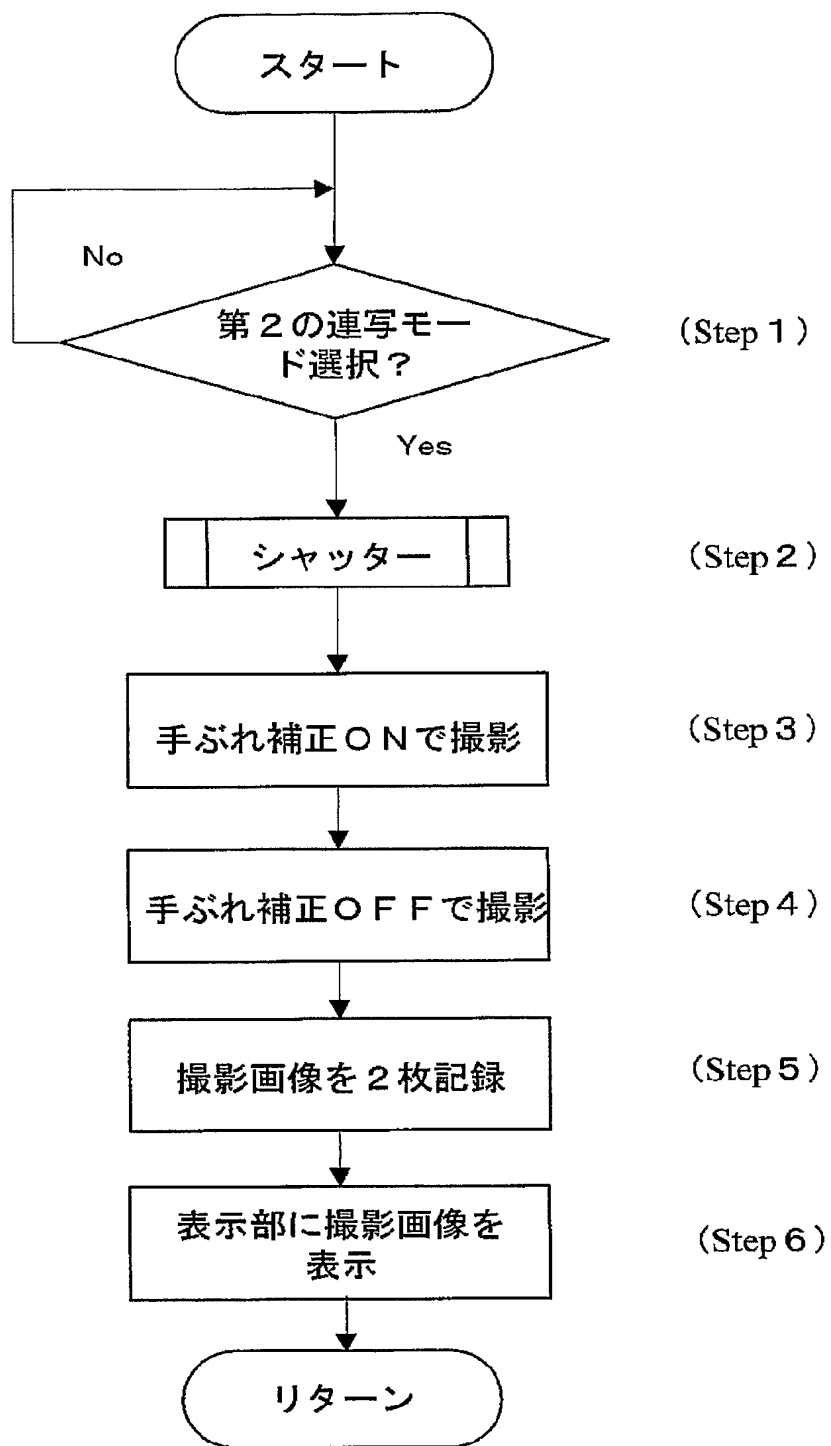 スタート
No
第２の連写モー
ド選択？
（Step１）
Yes
シャッター
（Step２）
手ぶれ補正ＯＮで撮影
（Step３）
手ぶれ補正ＯＦＦで撮影
（Step４）
撮影画像を２枚記録
（Step５）
表示部に撮影画像を
表示
（Step６）
リターン